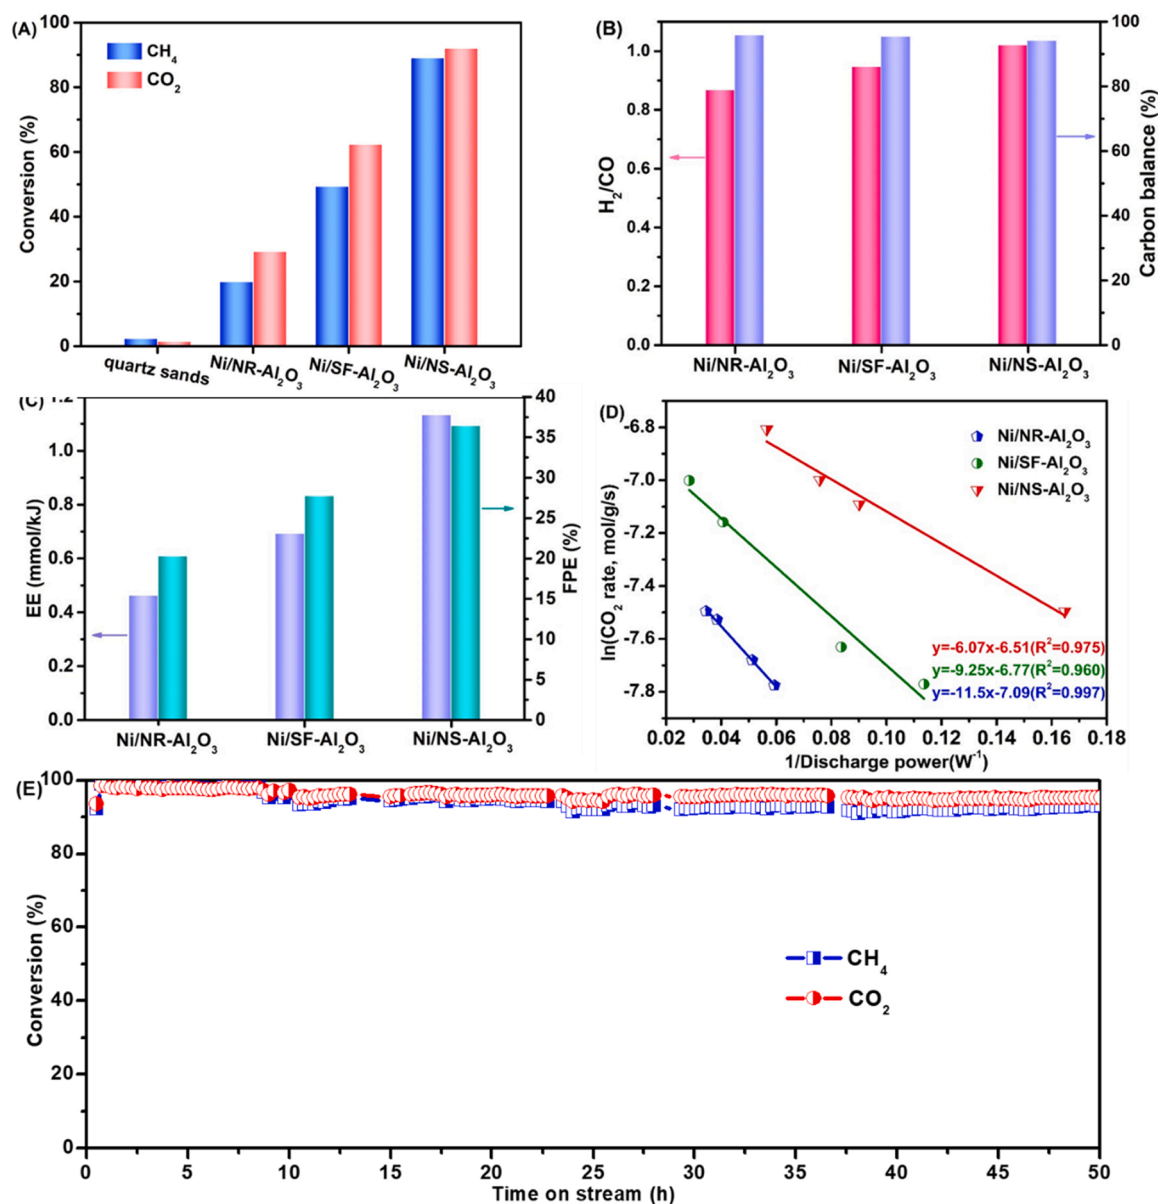 (A)
100
80
60
40
20
0
Conversion (%)
CH4
CO2
quartz sands
Ni/NR-Al2O3
Ni/SF-Al2O3
Ni/NS-Al2O3
(B)
1.0
0.8
0.6
0.4
0.2
0.0
H2/CO
100
80
60
40
20
0
Carbon balance (%)
Ni/NR-Al2O3
Ni/SF-Al2O3
Ni/NS-Al2O3
(C)
1.2
1.0
0.8
0.6
0.4
0.2
0.0
EE (mmol/kJ)
40
35
30
25
20
15
10
5
0
FPE (%)
Ni/NR-Al2O3
Ni/SF-Al2O3
Ni/NS-Al2O3
(D)
-6.8
-7.0
-7.2
-7.4
-7.6
-7.8
ln(CO2 rate, mol/g/s)
Ni/NR-Al2O3
Ni/SF-Al2O3
Ni/NS-Al2O3
y=-6.07x-6.51(R2=0.975)
y=-9.25x-6.77(R2=0.960)
y=-11.5x-7.09(R2=0.997)
0.02 0.04 0.06 0.08 0.10 0.12 0.14 0.16 0.18
1/Discharge power(W-1)
(E)
100
80
60
40
20
0
Conversion (%)
CH4
CO2
0 5 10 15 20 25 30 35 40 45 50
Time on stream (h)